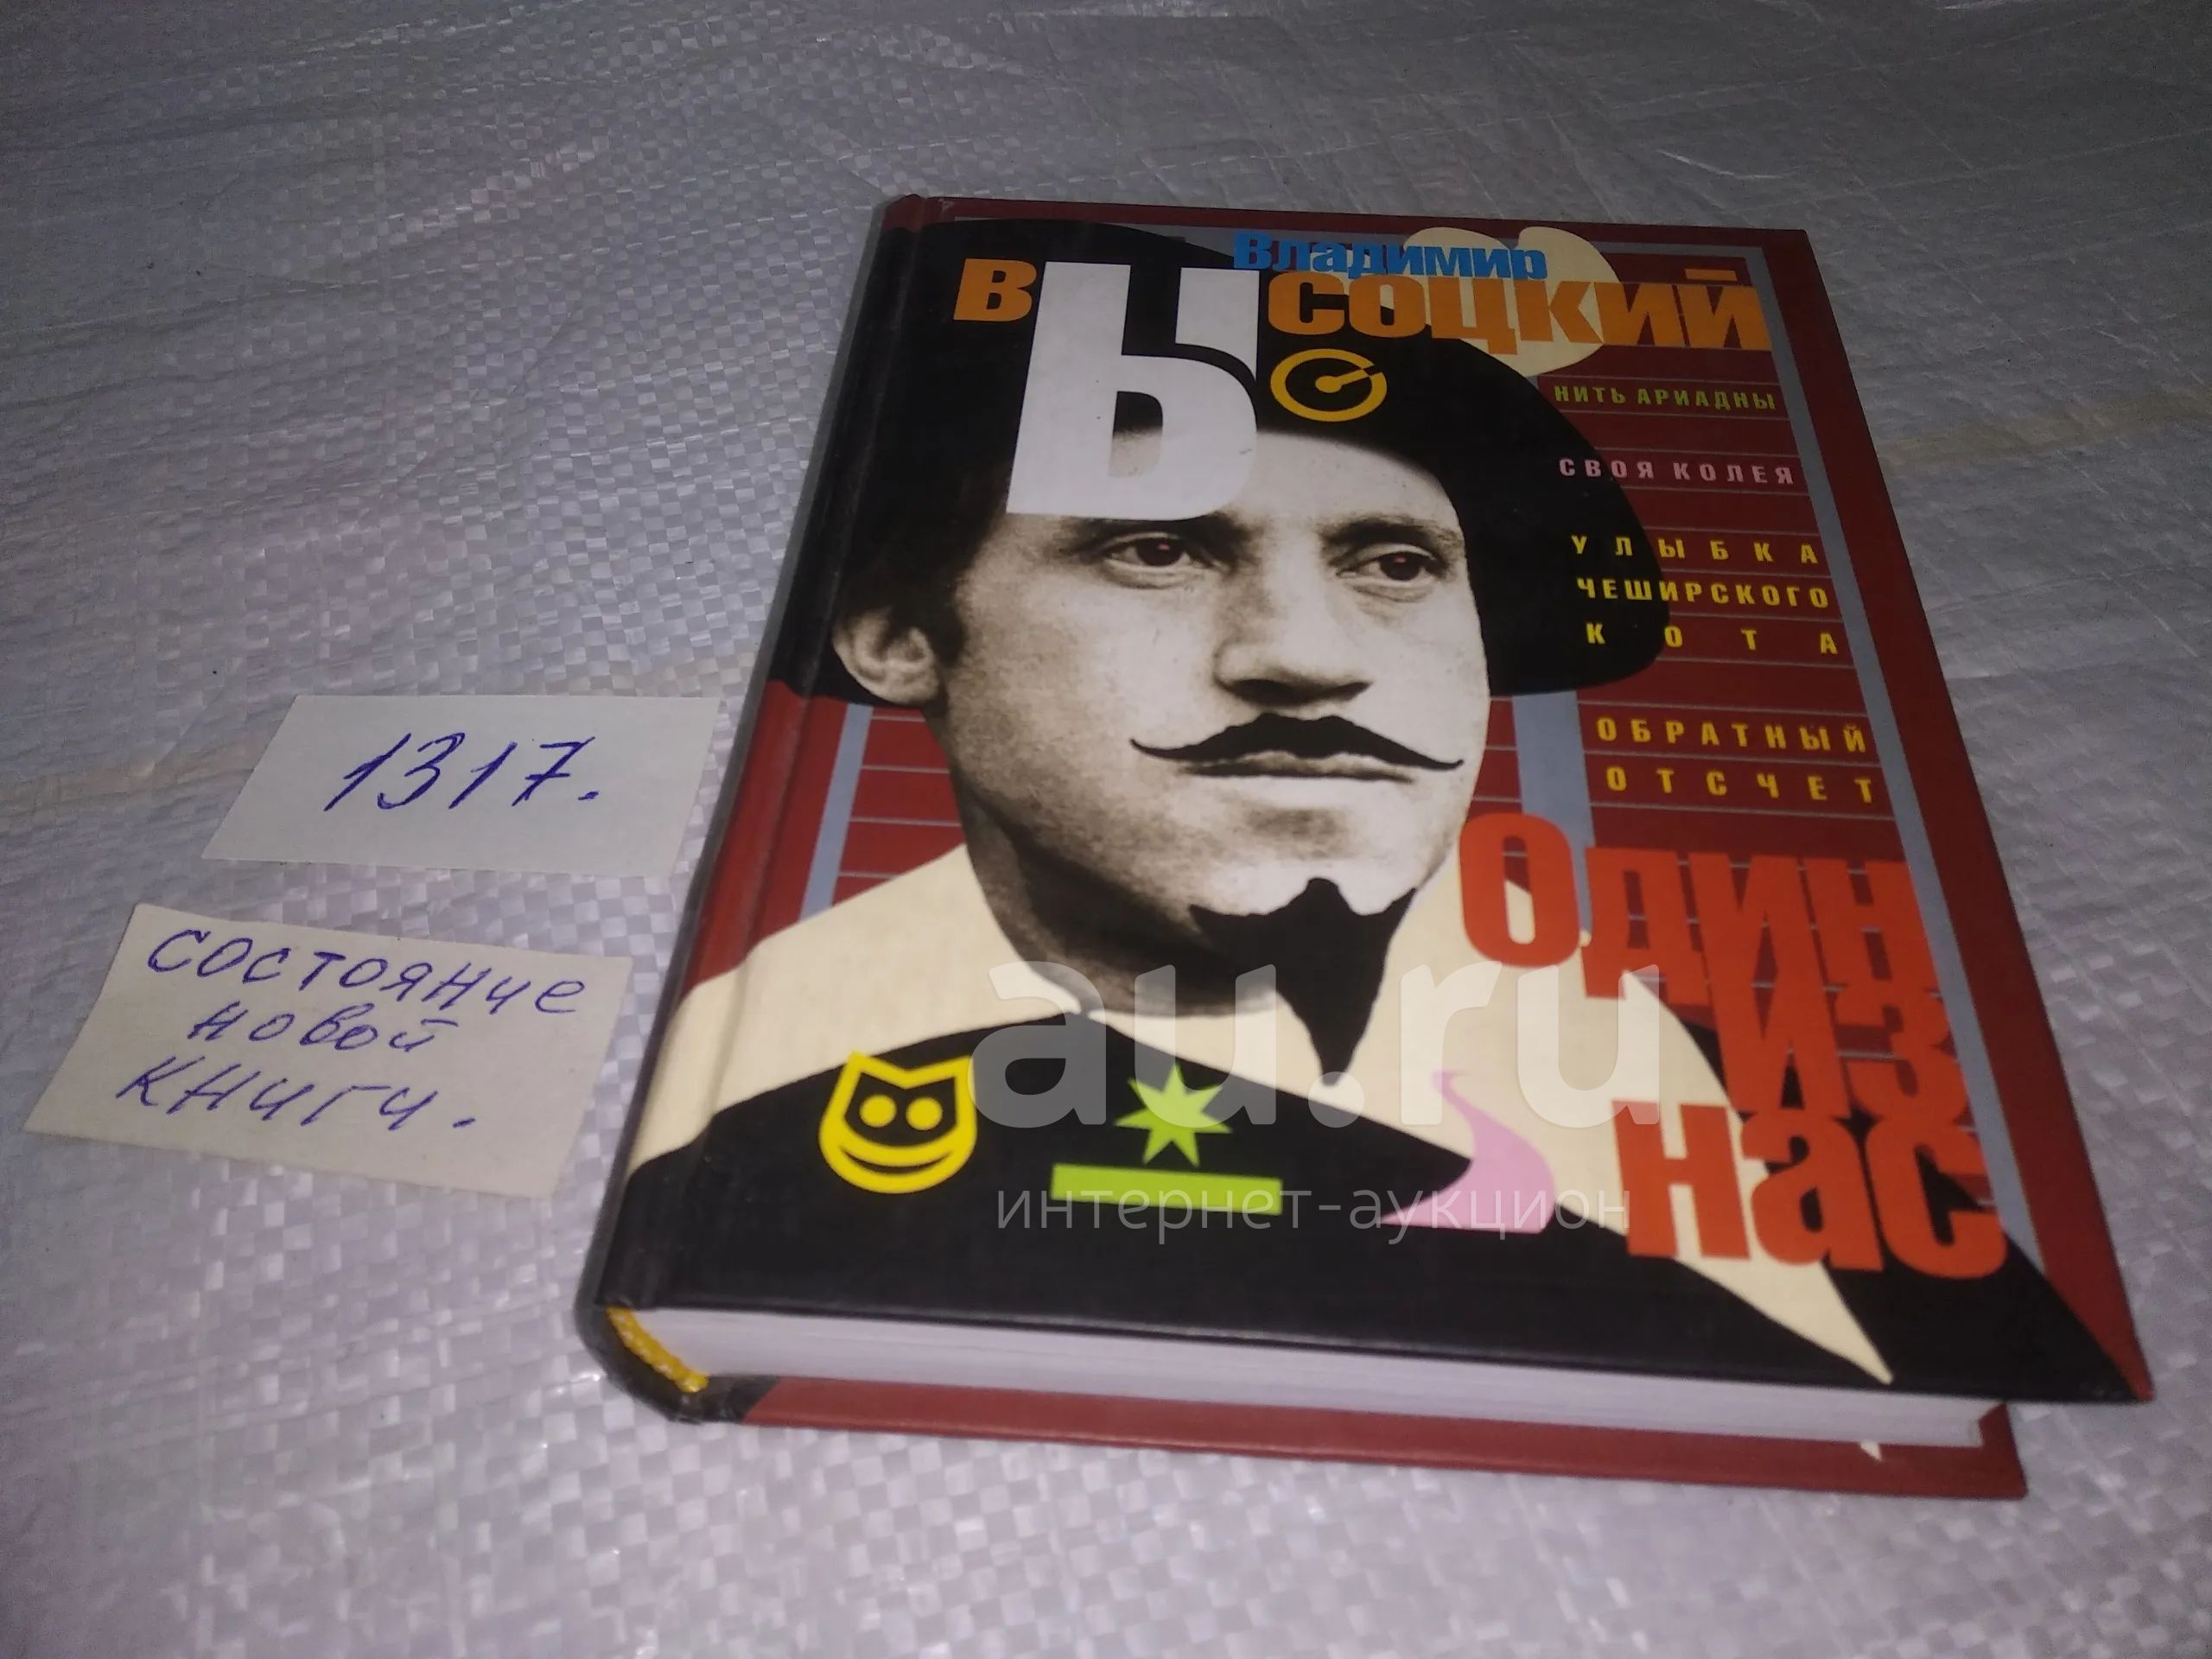 Владимир
Высоцкий
НИТЬ АРИАДНЫ
СВОЯ КОЛЕЯ
УЛЫБКА
ЧЕШИРСКОГО
КОТА
ОБРАТНЫЙ
ОТСЧЕТ
Один
из
нас
1317.
состояние
новой
книги.
au.ru
интернет-аукцион